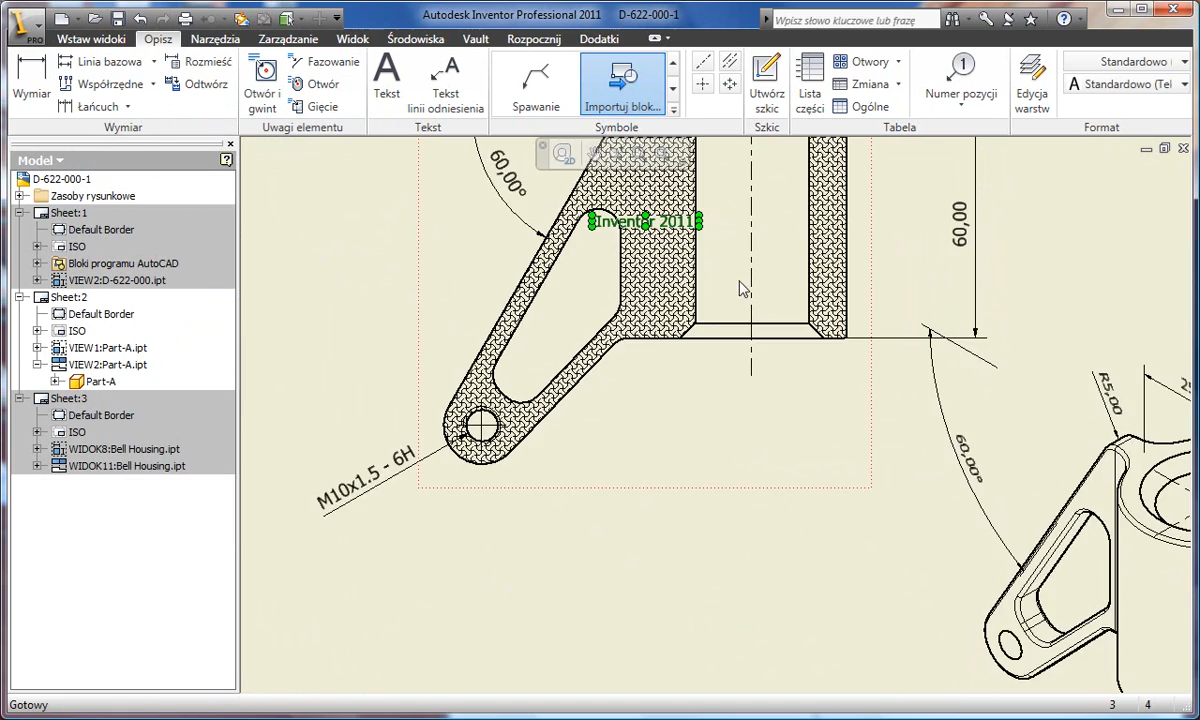 Autodesk Inventor Professional 2011 D-622-000-1
Wpisz słowo kluczowe lub frazę
PRO
Wstaw widoki Opisz Narzędzia Zarządzanie Widok Środowiska Vault Rozpocznij Dodatki
Wymiar
Linia bazowa
Współrzędne
Łańcuch
Rozmieść
Odtwórz
Wymiar
Otwór i gwint
Fazowanie
Otwór
Gięcie
Uwagi elementu
Tekst
Tekst linii odniesienia
Tekst
Spawanie
Importuj blok...
Symbole
Utwórz szkic
Szkic
Lista części
Otwory
Zmiana
Ogólne
Numer pozycji
Tabela
Edycja warstw
Standardowo (
Standardowo (Tel
Format
Model
D-622-000-1
Zasoby rysunkowe
Sheet:1
Default Border
ISO
Bloki programu AutoCAD
VIEW2:D-622-000.ipt
Sheet:2
Default Border
ISO
VIEW1:Part-A.ipt
VIEW2:Part-A.ipt
Part-A
Sheet:3
Default Border
ISO
WIDOK8:Bell Housing.ipt
WIDOK11:Bell Housing.ipt
60,00°
Inventor 2011
60,00
M10x1.5 - 6H
60,00°
R5,00
2D
Gotowy
3 4